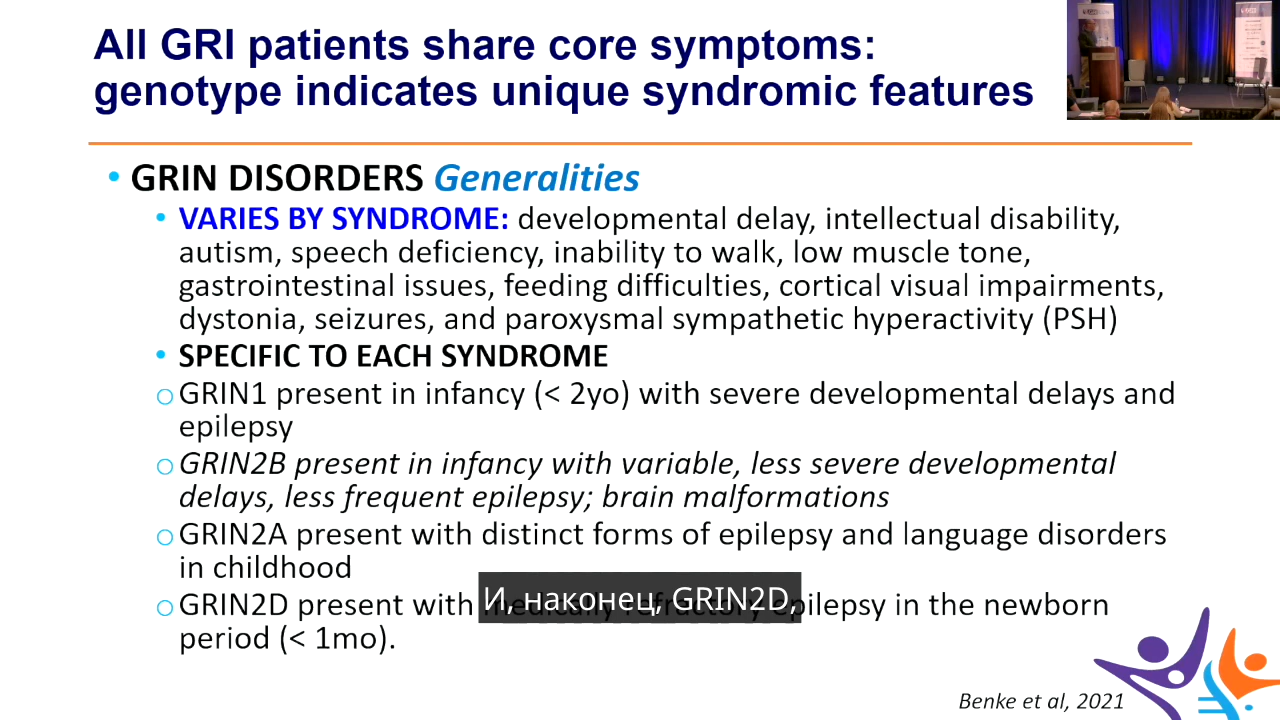 All GRI patients share core symptoms:
genotype indicates unique syndromic features
• GRIN DISORDERS Generalities
• VARIES BY SYNDROME: developmental delay, intellectual disability,
autism, speech deficiency, inability to walk, low muscle tone,
gastrointestinal issues, feeding difficulties, cortical visual impairments,
dystonia, seizures, and paroxysmal sympathetic hyperactivity (PSH)
• SPECIFIC TO EACH SYNDROME
○ GRIN1 present in infancy (< 2yo) with severe developmental delays and
epilepsy
○ GRIN2B present in infancy with variable, less severe developmental
delays, less frequent epilepsy; brain malformations
○ GRIN2A present with distinct forms of epilepsy and language disorders
in childhood
○ GRIN2D present with medically refractory epilepsy in the newborn
period (< 1mo).
И, наконец, GRIN2D,
Benke et al, 2021